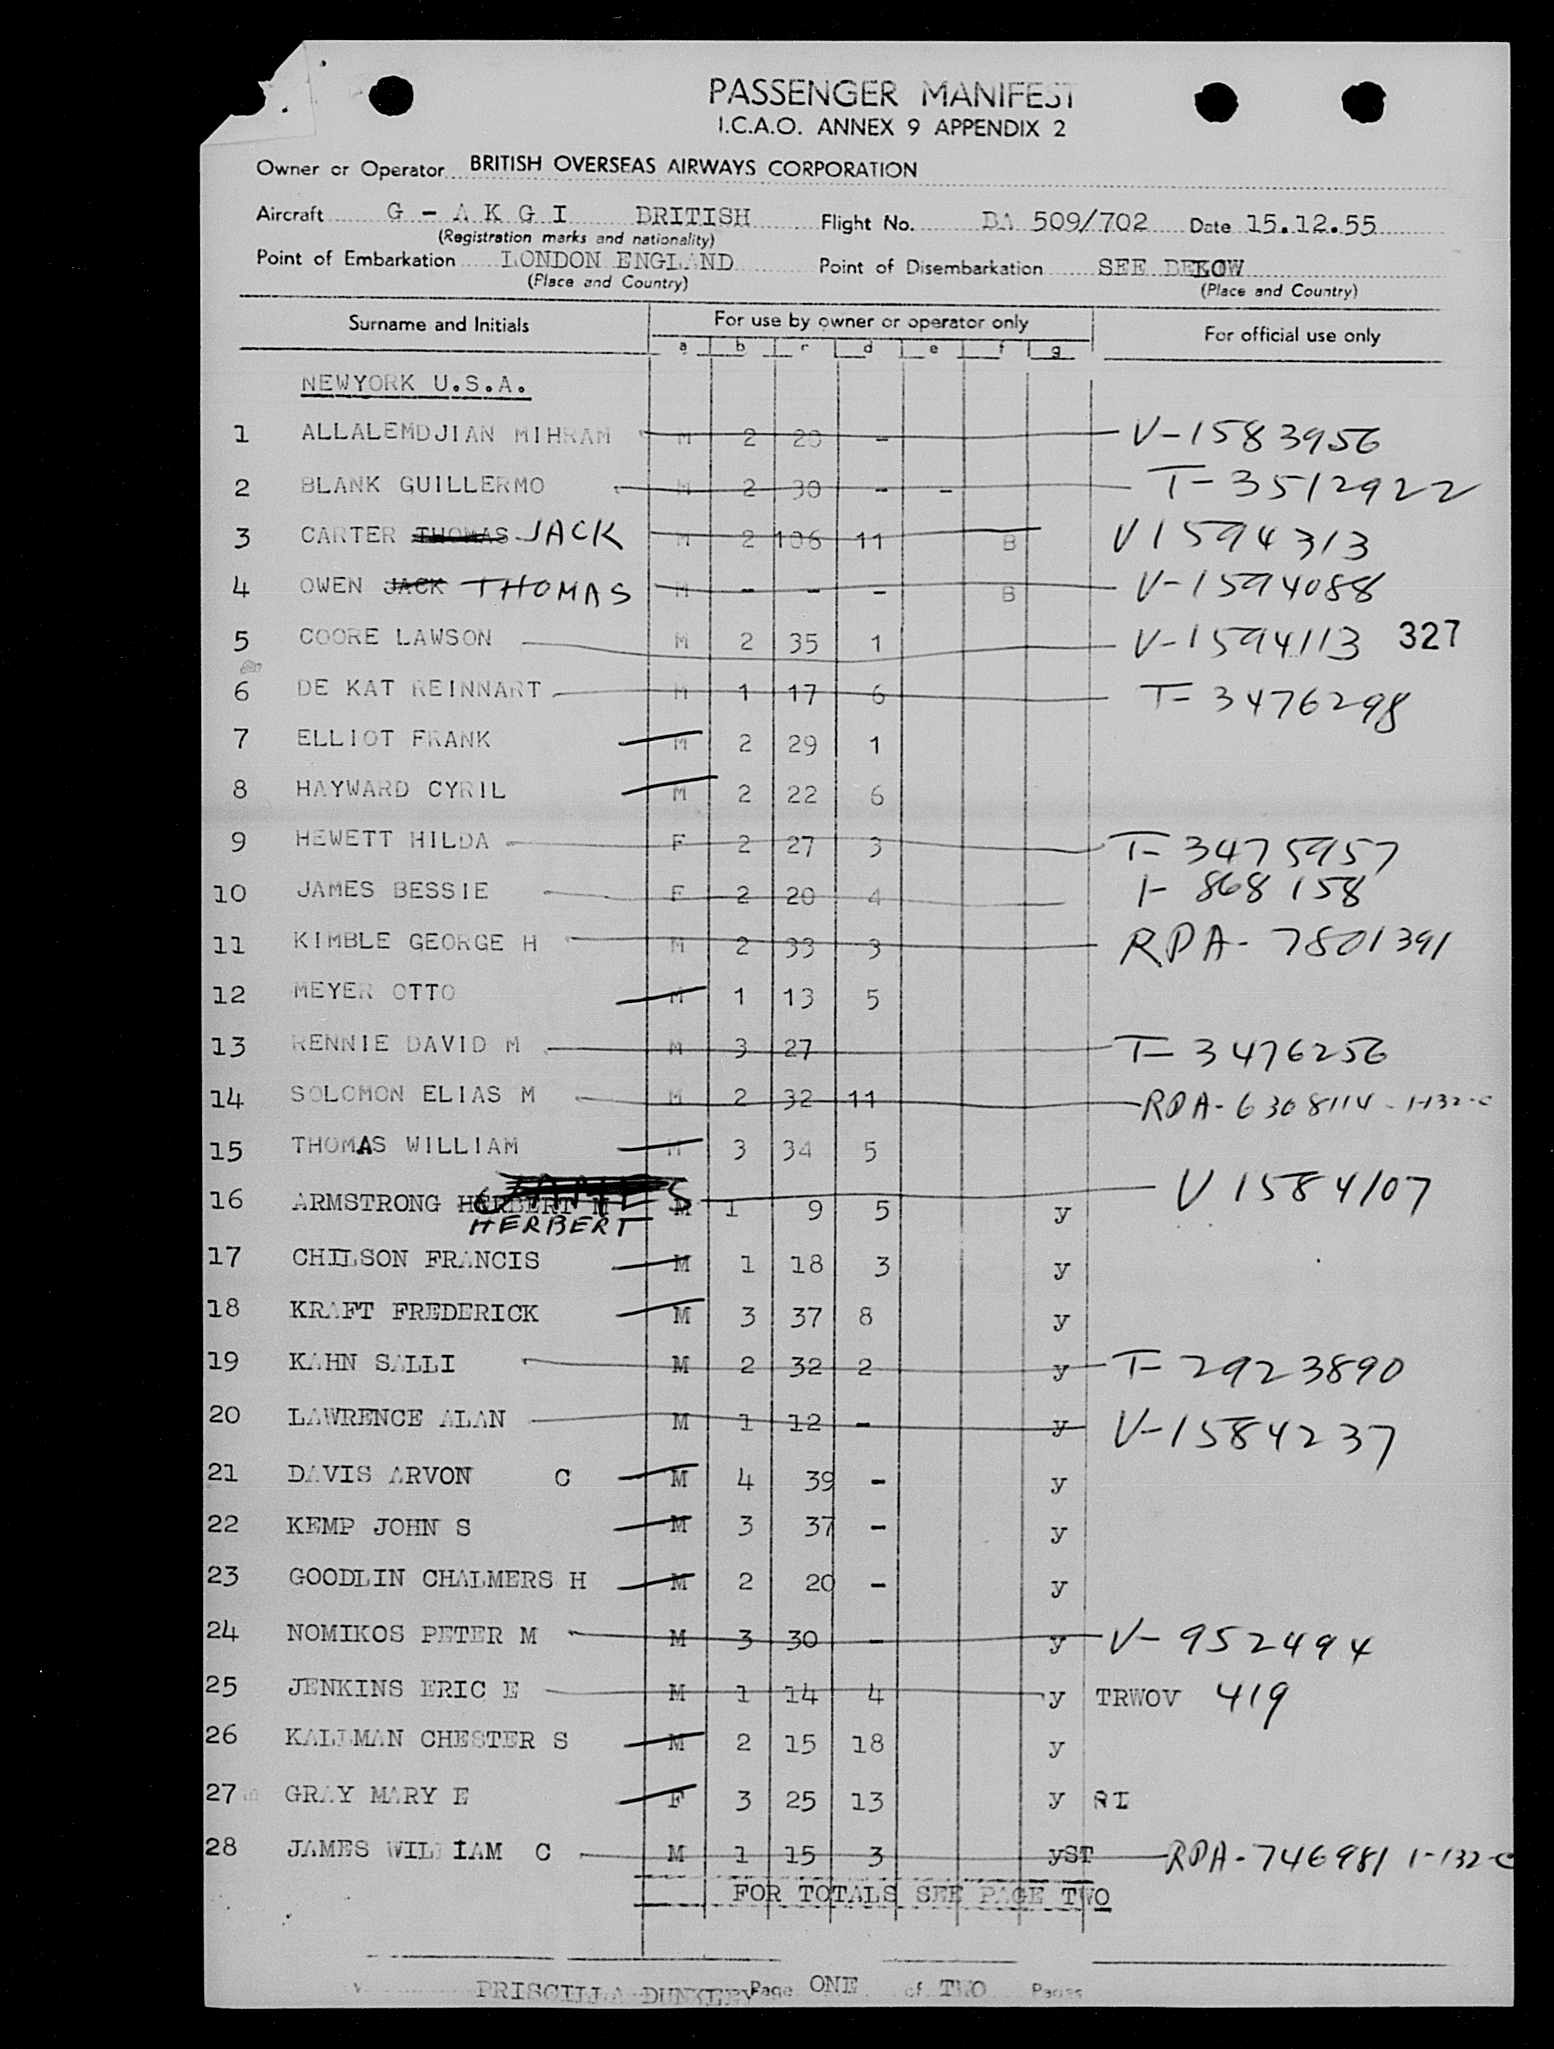 PASSENGER MANIFEST
I.C.A.O. ANNEX 9 APPENDIX 2
Owner or Operator BRITISH OVERSEAS AIRWAYS CORPORATION
Aircraft G - A K G I BRITISH Flight No. BA 509/702 Date 15.12.55
(Registration marks and nationality)
Point of Embarkation LONDON ENGLAND Point of Disembarkation SEE BELOW
(Place and Country) (Place and Country)
Surname and Initials For use by owner or operator only For official use only
a b c d e f g
NEWYORK U.S.A.
1 ALLALEMDJIAN MIHRAM M 2 - V-1583956
2 BLANK GUILLERMO M 2 30 - - T-3512922
3 CARTER THOMAS JACK M 2 106 11 B V1594313
4 OWEN JACK THOMAS M - - - B V-1594088
5 COORE LAWSON M 2 35 1 V-1594113 327
6 DE KAT REINNART M 1 17 6 T-3476298
7 ELLIOT FRANK M 2 29 1
8 HAYWARD CYRIL M 2 22 6
9 HEWETT HILDA F 2 27 3 T-3475957
10 JAMES BESSIE F 2 20 4 1-868158
11 KIMBLE GEORGE H M 2 33 3 RPA-7801391
12 MEYER OTTO M 1 13 5
13 RENNIE DAVID M M 3 27 T-3476256
14 SOLOMON ELIAS M M 2 32 11 RPA-6308114-1-132-C
15 THOMAS WILLIAM M 3 34 5
16 ARMSTRONG HERBERT H JAMES M 1 9 5 y V1584107
HERBERT
17 CHILSON FRANCIS M 1 18 3 y
18 KRAFT FREDERICK M 3 37 8 y
19 KAHN SALLI M 2 32 2 y T-2923890
20 LAWRENCE ALAN M 1 12 - y V-1584237
21 DAVIS ARVON C M 4 39 - y
22 KEMP JOHN S M 3 37 - y
23 GOODLIN CHALMERS H M 2 20 - y
24 NOMIKOS PETER M M 3 30 - y V-952494
25 JENKINS ERIC E M 1 14 4 y TRWOV 419
26 KALLMAN CHESTER S M 2 15 18 y
27 GRAY MARY E F 3 25 13 y RI
28 JAMES WILLIAM C M 1 15 3 yST RPA-746981 1-132-C
FOR TOTALS SEE PAGE TWO
PRISCILLA DUNKLEY Page ONE of TWO Pages